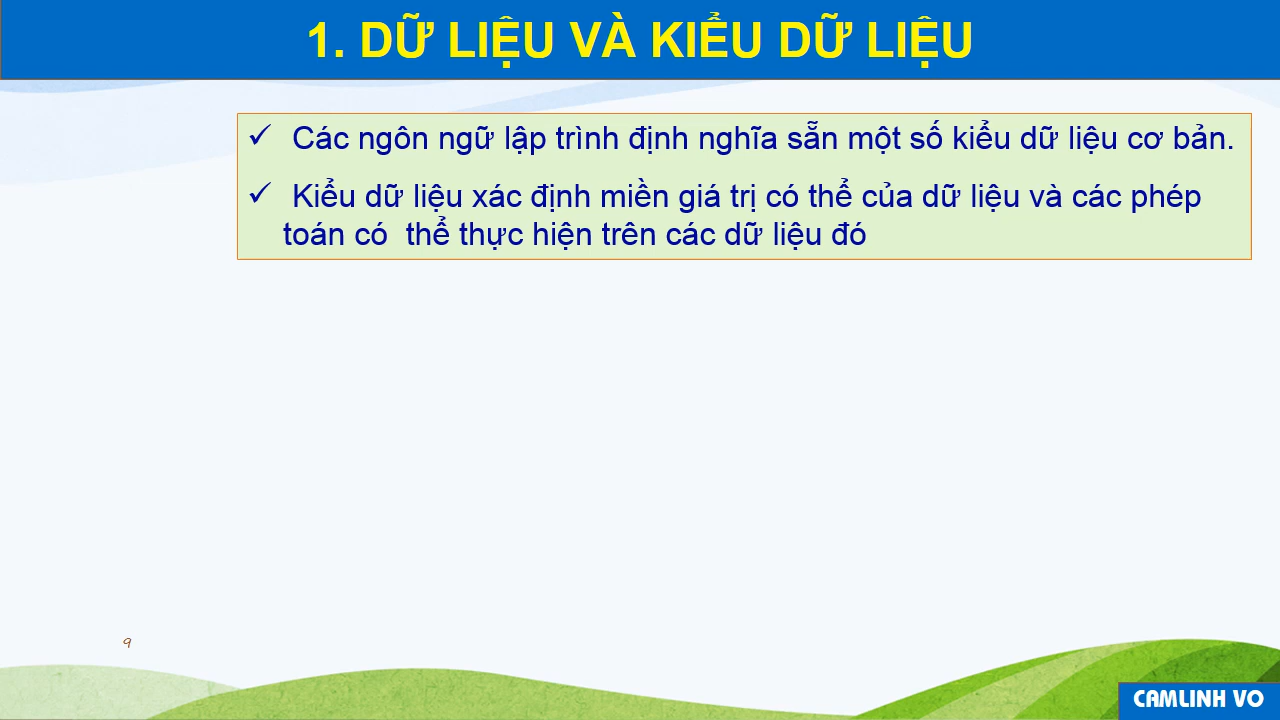 1. DỮ LIỆU VÀ KIỂU DỮ LIỆU
✓ Các ngôn ngữ lập trình định nghĩa sẵn một số kiểu dữ liệu cơ bản.
✓ Kiểu dữ liệu xác định miền giá trị có thể của dữ liệu và các phép
toán có thể thực hiện trên các dữ liệu đó
9
CAMLINH VO